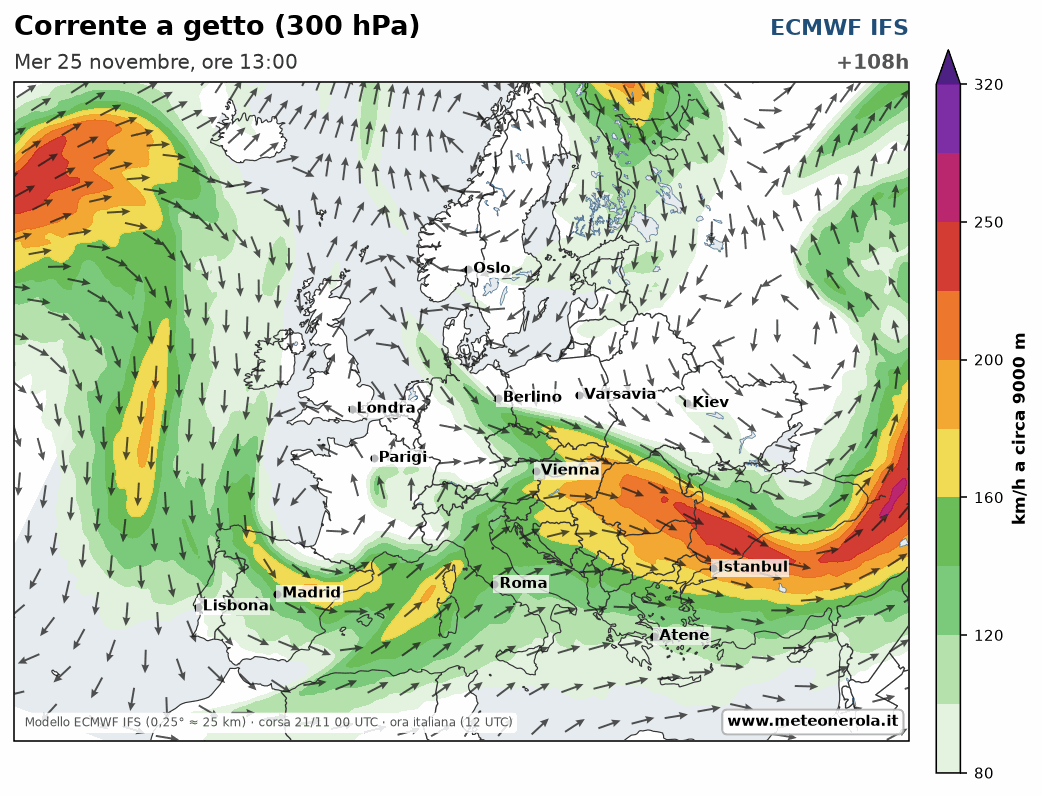 Corrente a getto (300 hPa)
ECMWF IFS
Mer 25 novembre, ore 13:00
+108h
320
250
200
160
120
80
km/h a circa 9000 m
Oslo
Berlino
Varsavia
Londra
Kiev
Parigi
Vienna
Istanbul
Roma
Madrid
Lisbona
Atene
Modello ECMWF IFS (0,25° ≈ 25 km) · corsa 21/11 00 UTC · ora italiana (12 UTC)
www.meteonerola.it